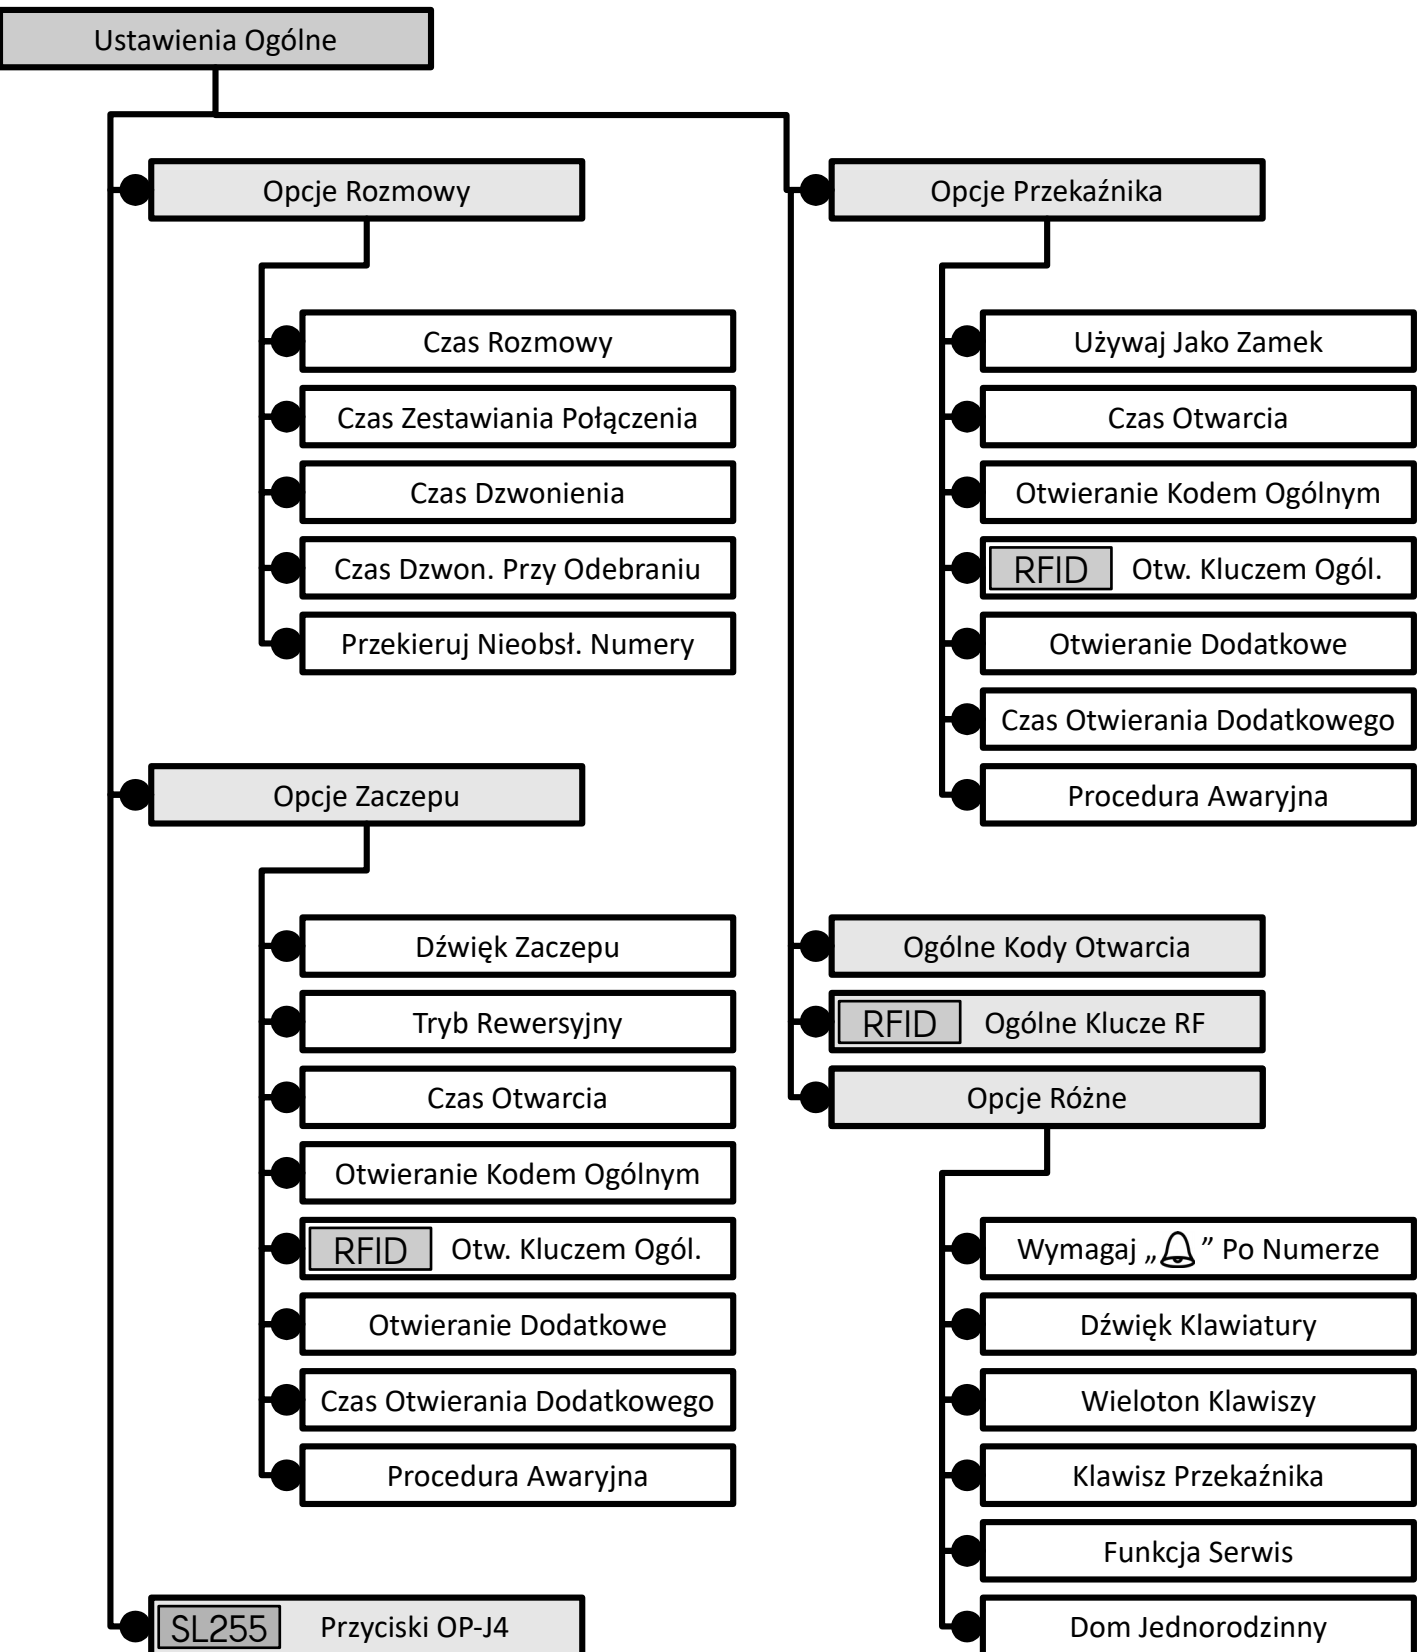 Ustawienia Ogólne
Opcje Rozmowy
Czas Rozmowy
Czas Zestawiania Połączenia
Czas Dzwonienia
Czas Dzwon. Przy Odebraniu
Przekieruj Nieobsł. Numery
Opcje Zaczepu
Dźwięk Zaczepu
Tryb Rewersyjny
Czas Otwarcia
Otwieranie Kodem Ogólnym
RFID Otw. Kluczem Ogól.
Otwieranie Dodatkowe
Czas Otwierania Dodatkowego
Procedura Awaryjna
SL255 Przyciski OP-J4
Opcje Przekaźnika
Używaj Jako Zamek
Czas Otwarcia
Otwieranie Kodem Ogólnym
RFID Otw. Kluczem Ogól.
Otwieranie Dodatkowe
Czas Otwierania Dodatkowego
Procedura Awaryjna
Ogólne Kody Otwarcia
RFID Ogólne Klucze RF
Opcje Różne
Wymagaj „🔔” Po Numerze
Dźwięk Klawiatury
Wieloton Klawiszy
Klawisz Przekaźnika
Funkcja Serwis
Dom Jednorodzinny